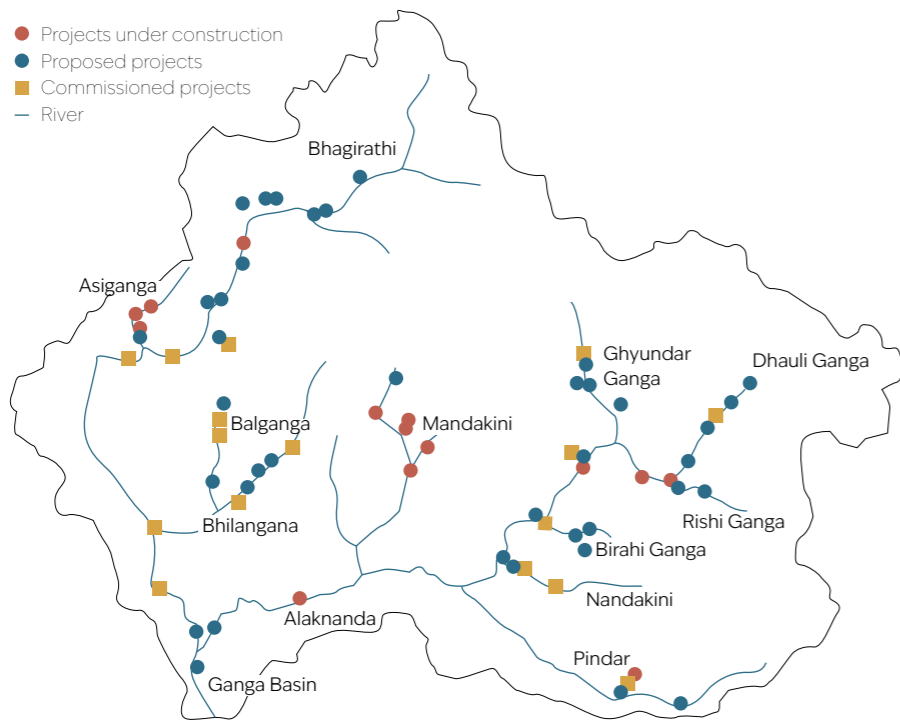 Projects under construction
Proposed projects
Commissioned projects
River
Bhagirathi
Asiganga
Ghyundar
Ganga
Dhauli Ganga
Balganga
Mandakini
Bhilangana
Rishi Ganga
Birahi Ganga
Nandakini
Alaknanda
Pindar
Ganga Basin